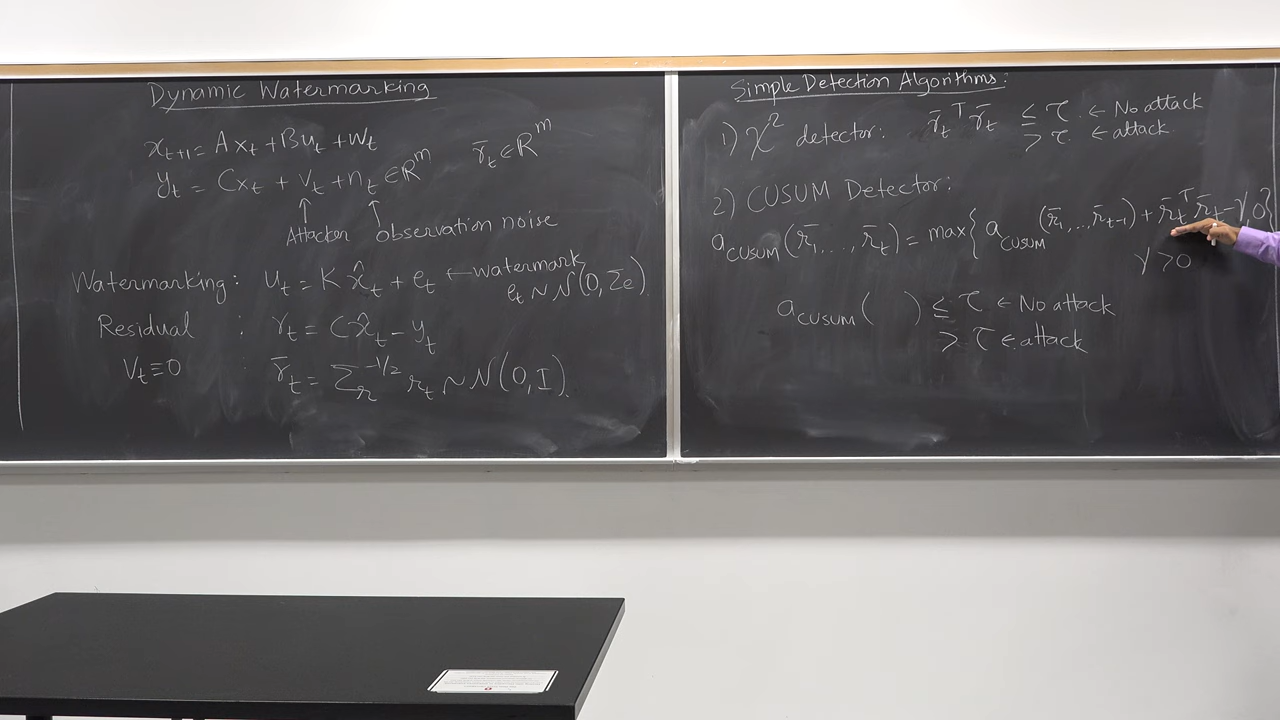 Dynamic Watermarking
x_{t+1} = A x_t + B u_t + w_t
y_t = C x_t + v_t + n_t ∈ R^m
r̄_t ∈ R^m
↑ ↑
Attacker observation noise
Watermarking: u_t = K x̂_t + e_t ← watermark
e_t ~ N(0, Σe)
Residual : r_t = C x̂_t - y_t
V_t ≡ 0 : r̄_t = Σ_r^{-1/2} r_t ~ N(0, I).
Simple Detection Algorithms:
1) χ² detector: r̄_t^T r̄_t ≤ τ ← No attack
> τ ← attack
2) CUSUM Detector:
a_CUSUM(r̄_1, ..., r̄_t) = max{ a_CUSUM(r̄_1, .., r̄_{t-1}) + r̄_t^T r̄_t - γ, 0}
γ > 0
a_CUSUM( ) ≤ τ ← No attack
> τ ← attack